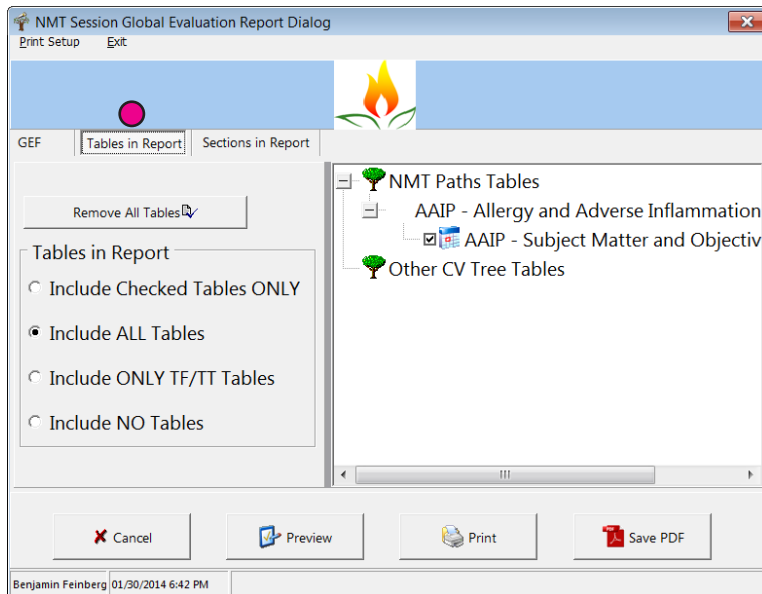 NMT Session Global Evaluation Report Dialog
Print Setup Exit
GEF Tables in Report Sections in Report
Remove All Tables
Tables in Report
Include Checked Tables ONLY
Include ALL Tables
Include ONLY TF/TT Tables
Include NO Tables
NMT Paths Tables
AAIP - Allergy and Adverse Inflammation
AAIP - Subject Matter and Objectiv
Other CV Tree Tables
Cancel Preview Print Save PDF
Benjamin Feinberg 01/30/2014 6:42 PM